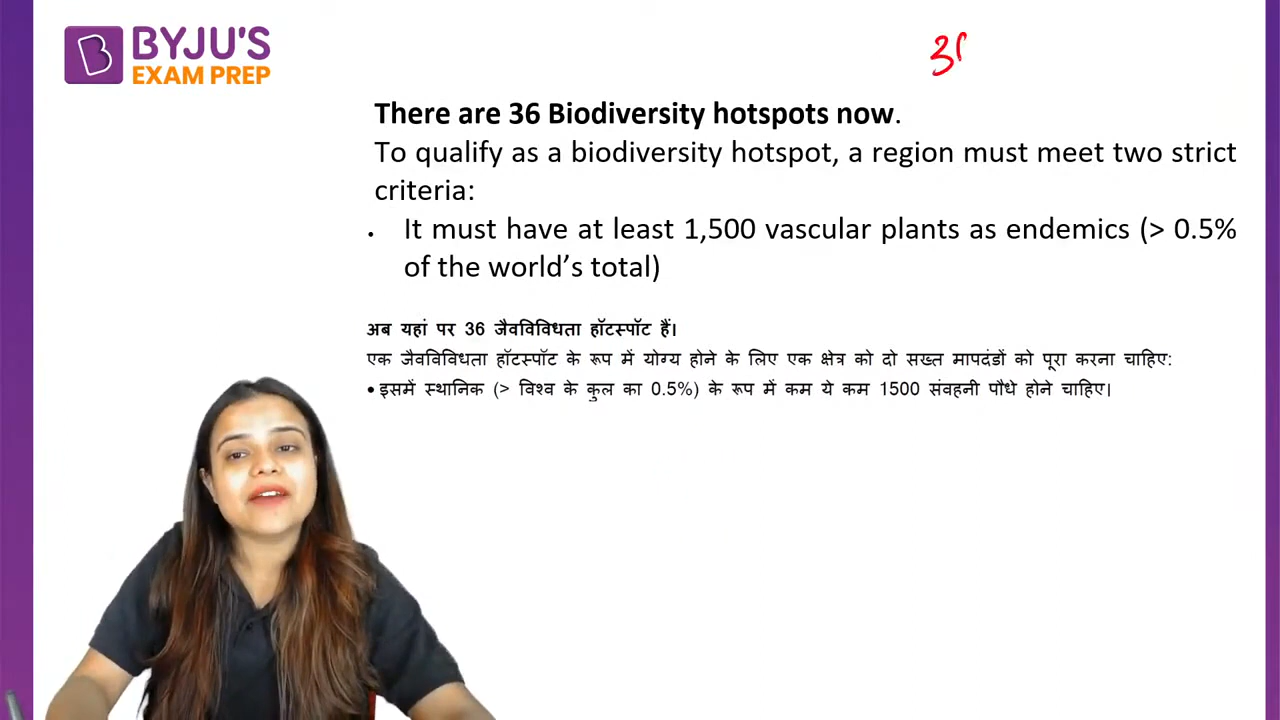 BYJU'S
EXAM PREP
There are 36 Biodiversity hotspots now.
To qualify as a biodiversity hotspot, a region must meet two strict
criteria:
• It must have at least 1,500 vascular plants as endemics (> 0.5%
of the world's total)
अब यहां पर 36 जैवविविधता हॉटस्पॉट हैं।
एक जैवविविधता हॉटस्पॉट के रूप में योग्य होने के लिए एक क्षेत्र को दो सख्त मापदंडों को पूरा करना चाहिए:
• इसमें स्थानिक (> विश्व के कुल का 0.5%) के रूप में कम ये कम 1500 संवहनी पौधे होने चाहिए।